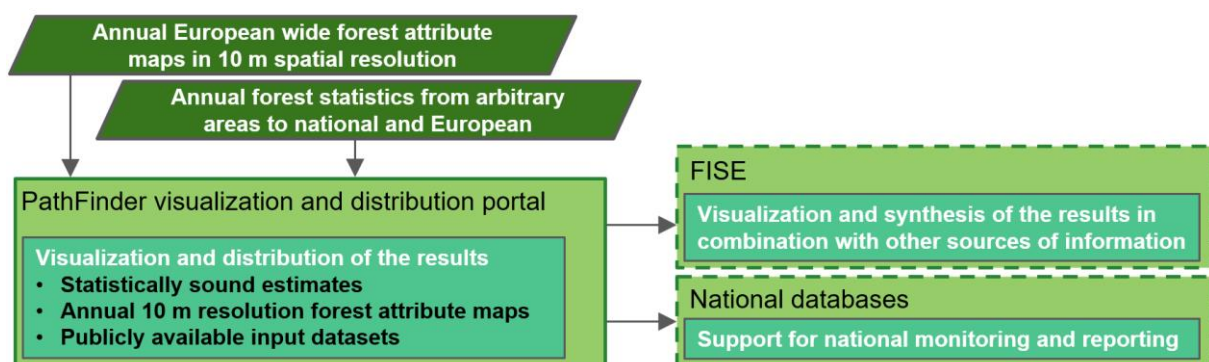 Annual European wide forest attribute
maps in 10 m spatial resolution
Annual forest statistics from arbitrary
areas to national and European
PathFinder visualization and distribution portal
Visualization and distribution of the results
• Statistically sound estimates
• Annual 10 m resolution forest attribute maps
• Publicly available input datasets
FISE
Visualization and synthesis of the results in
combination with other sources of information
National databases
Support for national monitoring and reporting